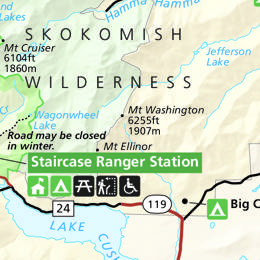 Hamma Hamma
Lakes
SKOKOMISH
Mt Cruiser
6104ft
1860m
Jefferson
Lake
WILDERNESS
Wagonwheel
Lake
Mt Washington
6255ft
1907m
Road may be closed
in winter.
Mt Ellinor
Staircase Ranger Station
24
119
Big C
LAKE CUS